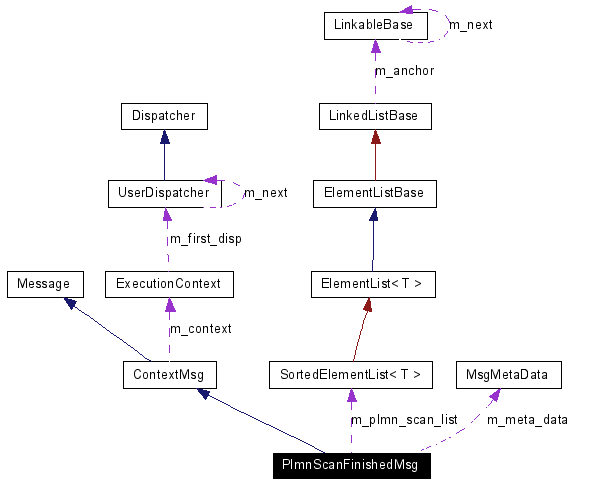 LinkableBase
m_next
m_anchor
Dispatcher
LinkedListBase
UserDispatcher
m_next
ElementListBase
m_first_disp
Message
ExecutionContext
ElementList< T >
m_context
ContextMsg
SortedElementList< T >
MsgMetaData
m_plmn_scan_list
m_meta_data
PlmnScanFinishedMsg